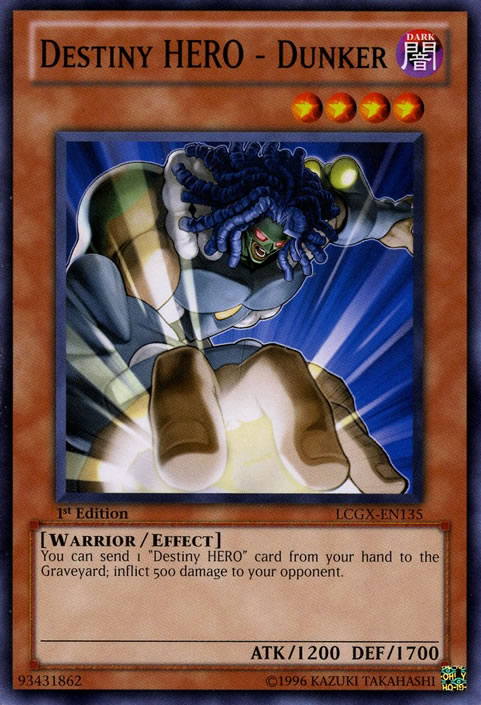 DESTINY HERO - DUNKER
DARK
闇
1st Edition
LCGX-EN135
[WARRIOR / EFFECT]
You can send 1 "Destiny HERO" card from your hand to the
Graveyard; inflict 500 damage to your opponent.
ATK/1200 DEF/1700
93431862
©1996 KAZUKI TAKAHASHI